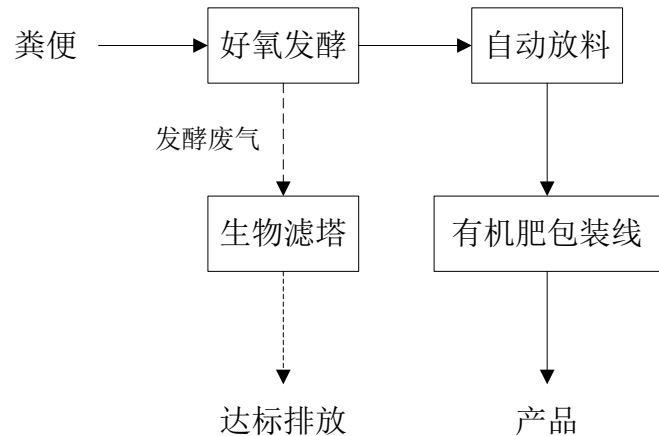 粪便
好氧发酵
自动放料
发酵废气
生物滤塔
有机肥包装线
达标排放
产品